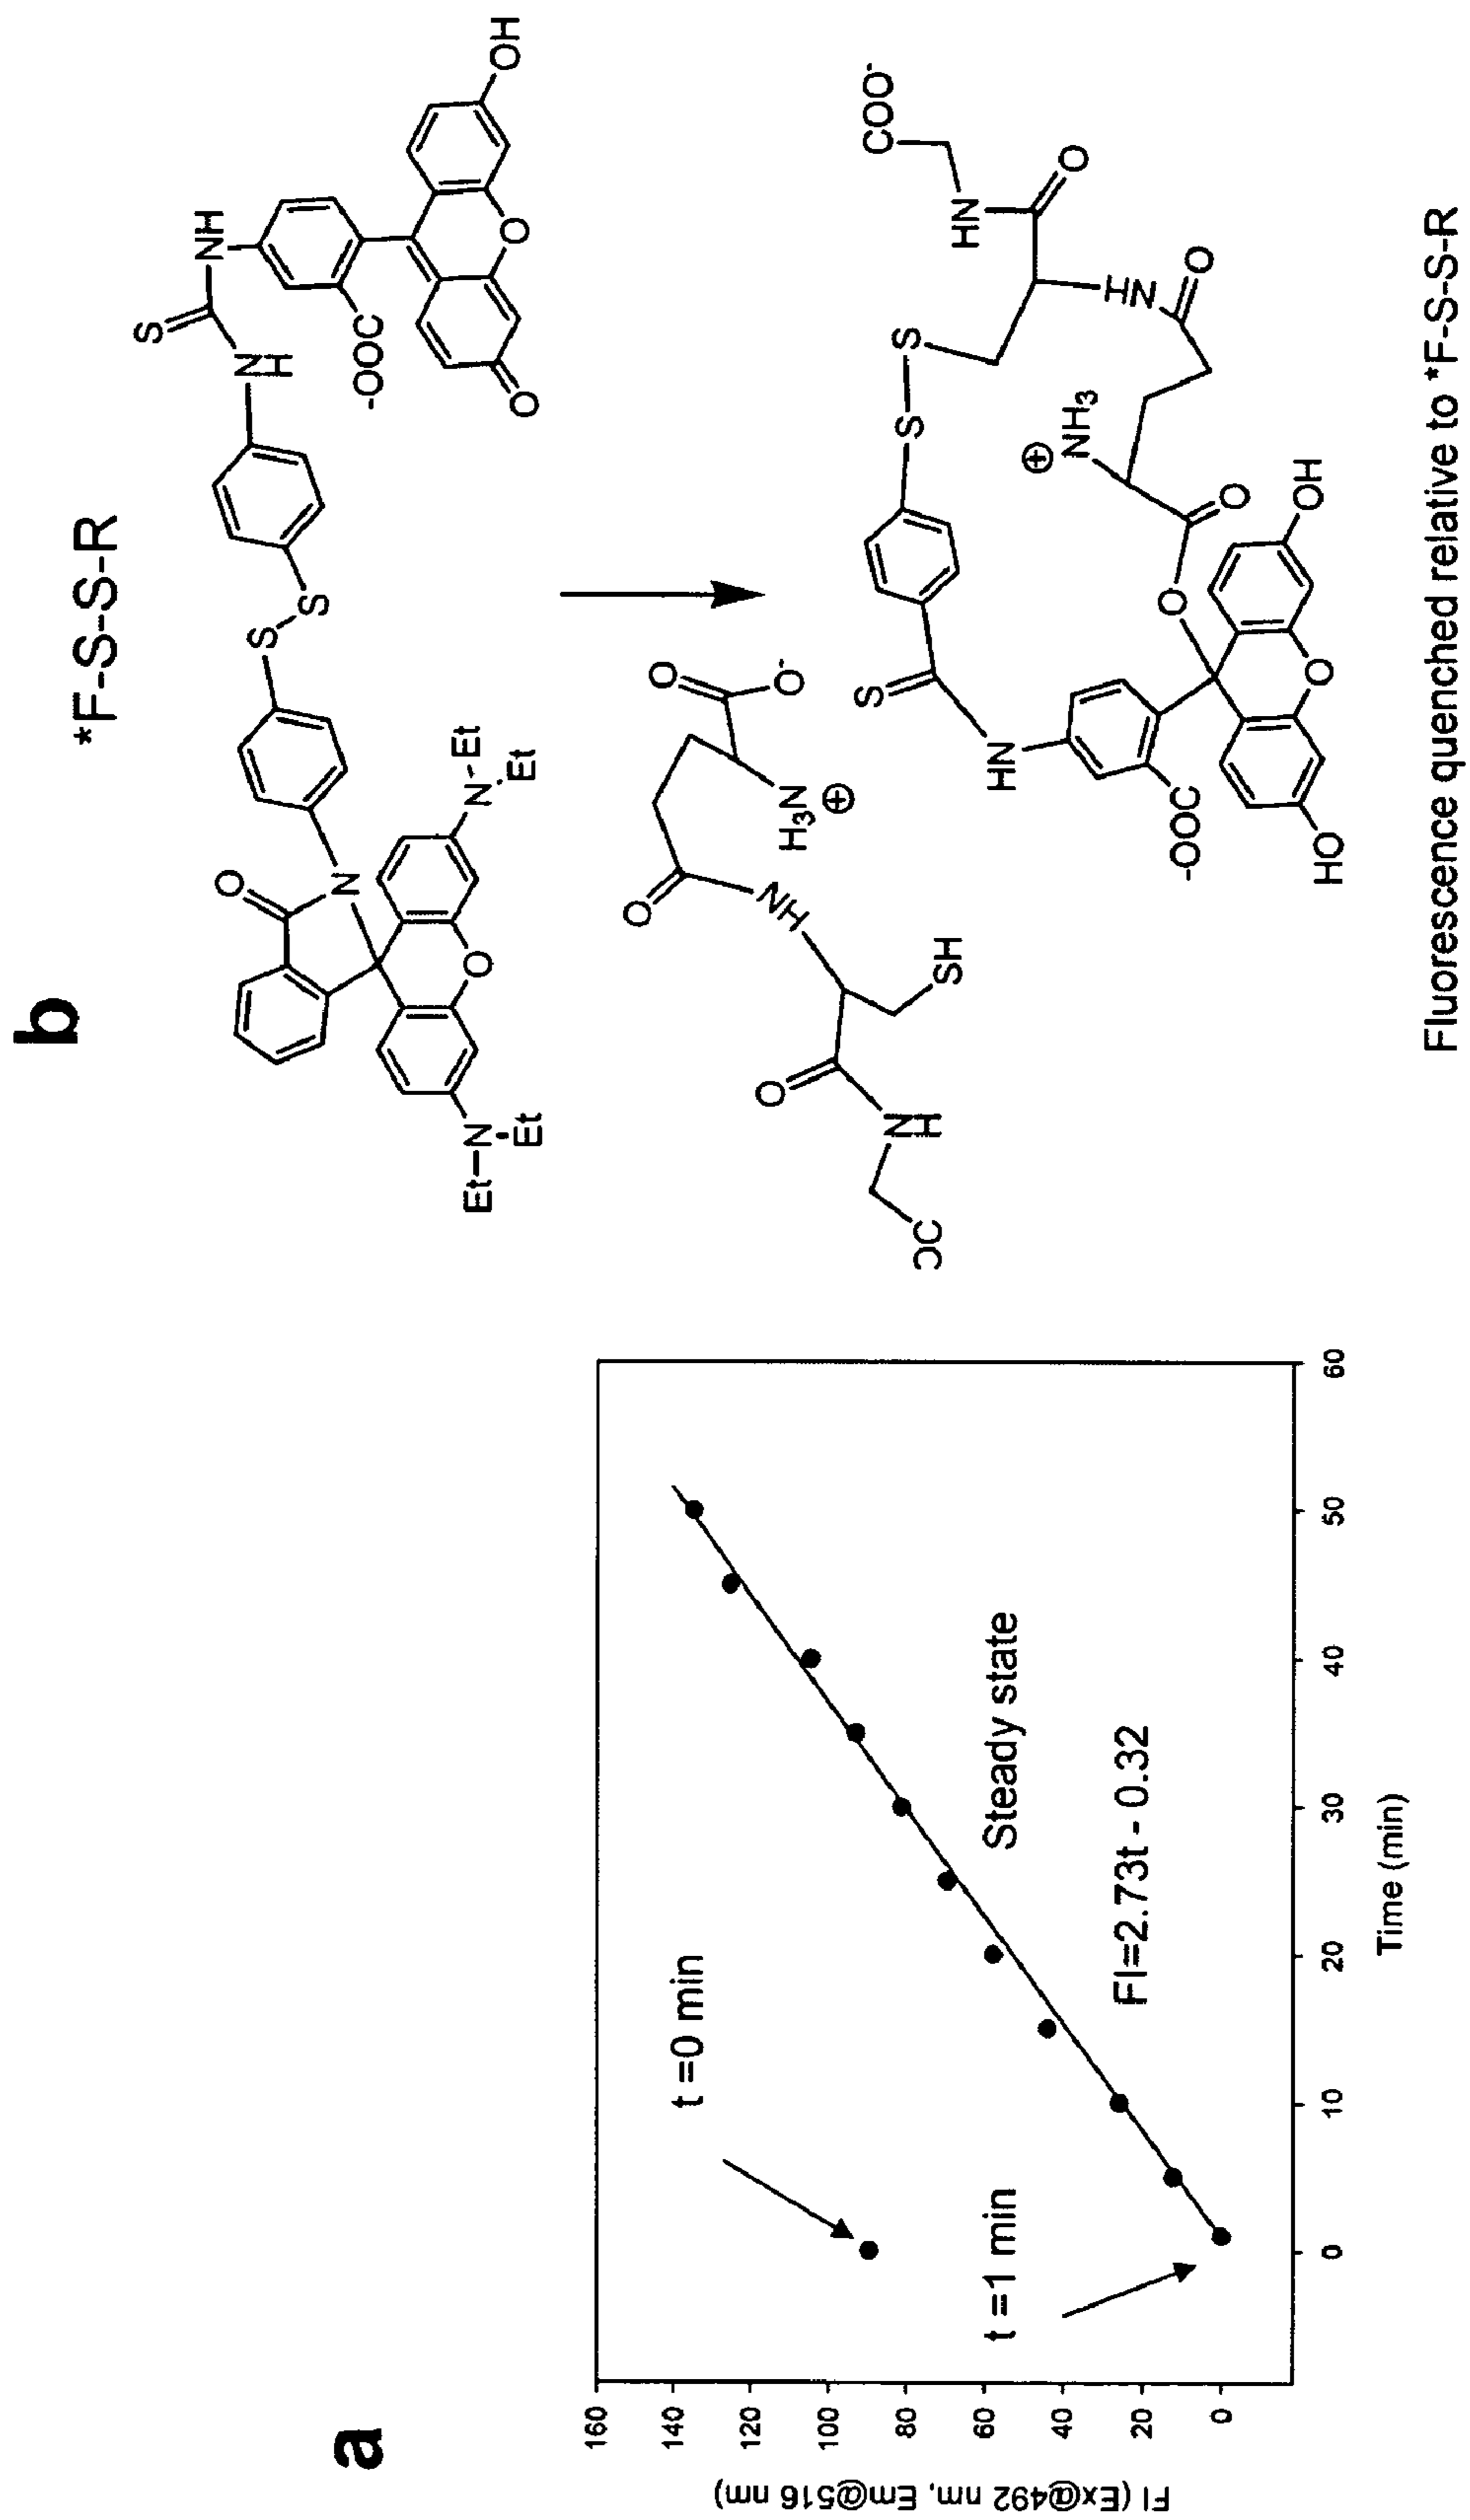 a
160
140
120
100
80
60
40
20
0
FI (Ex@492 nm, Em@516 nm)
t =0 min
t =1 min
Steady state
FI=2.73t - 0.32
0
10
20
30
40
50
60
Time (min)
b
*F-S-S-R
O
N
O
Et—N
Et
N-Et
Et
S
S
N
H
S
NH
-OOC
O
O
OH
O
O
O-
H3N
⊕
O
N
H
SH
O
N
H
OC
COO-
HN
O
HN
O
S
S
⊕
NH3
O
O
S
HN
-OOC
HO
O
OH
Fluorescence quenched relative to *F-S-S-R